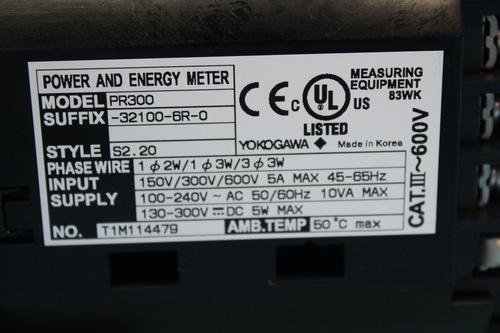 POWER AND ENERGY METER
MODEL PR300
SUFFIX -32100-6R-0
STYLE S2.20
CE C UL US
LISTED
MEASURING
EQUIPMENT
83WK
YOKOGAWA ◆ Made in Korea
PHASE WIRE 1φ2W/1φ3W/3φ3W
INPUT 150V/300V/600V 5A MAX 45-65Hz
SUPPLY 100-240V ~ AC 50/60Hz 10VA MAX
130-300V ⎓ DC 5W MAX
NO. T1M114479 AMB.TEMP 50°C max
CAT.III~600V